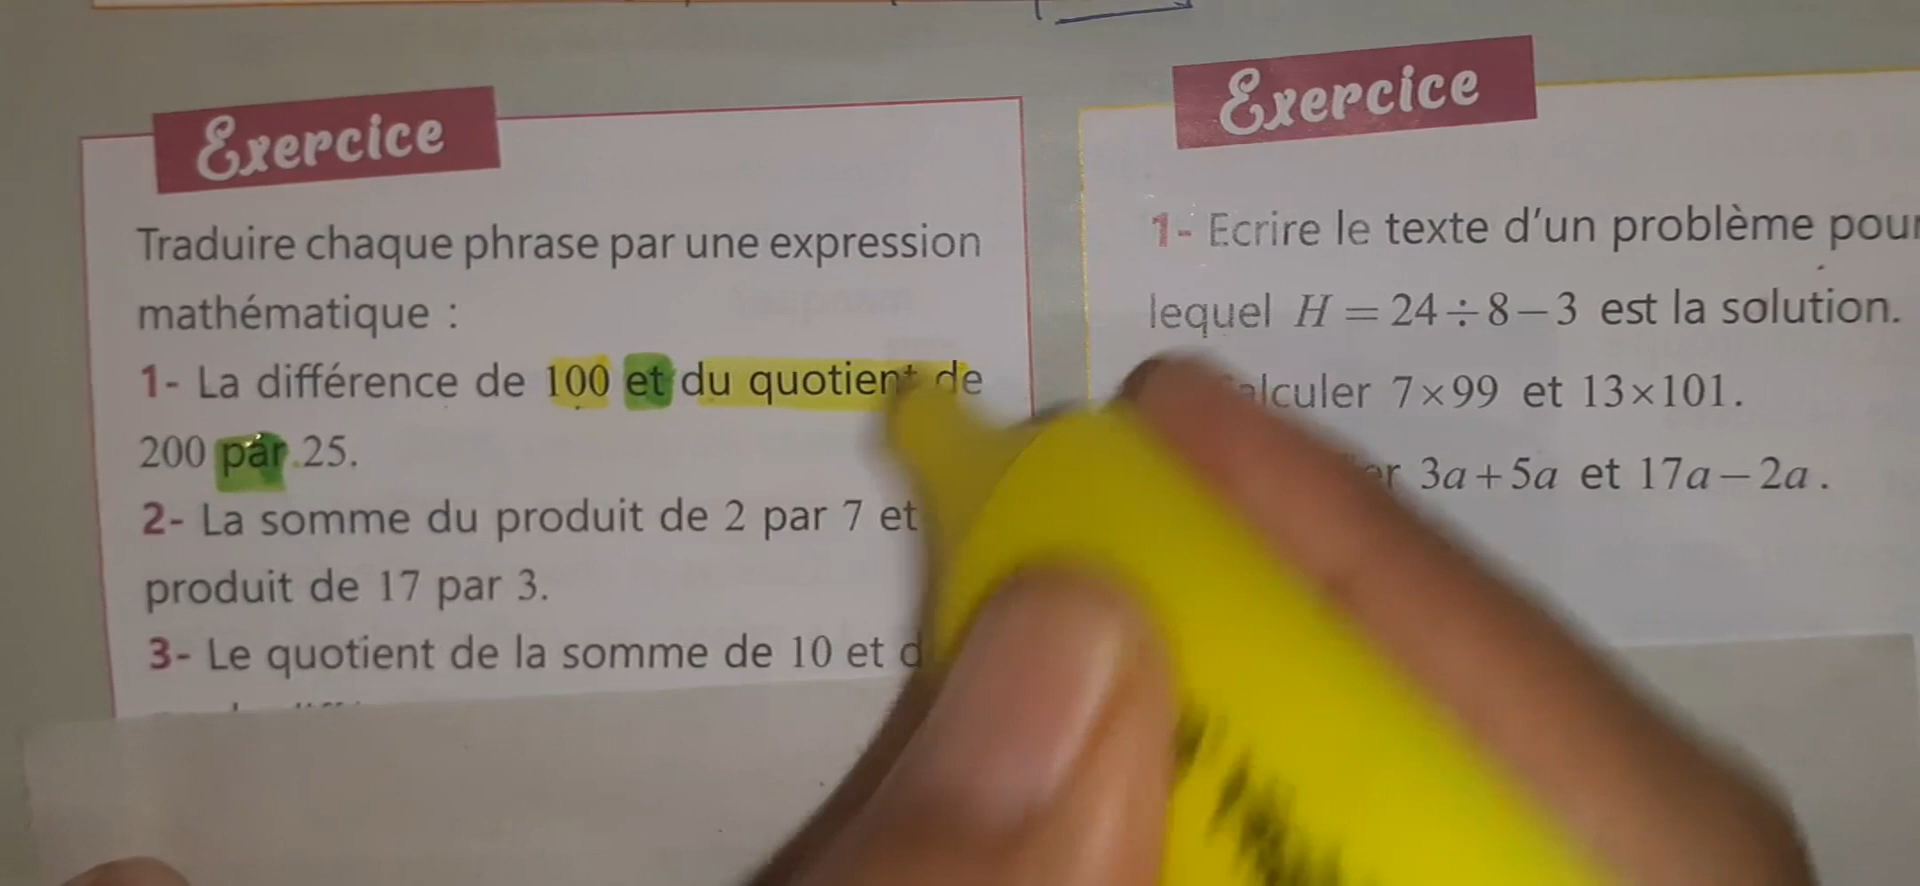 Exercice
Traduire chaque phrase par une expression
mathématique :
1- La différence de 100 et du quotient de
200 par 25.
2- La somme du produit de 2 par 7 et
produit de 17 par 3.
3- Le quotient de la somme de 10 et
Exercice
1- Ecrire le texte d'un problème pour
lequel H = 24 ÷ 8 − 3 est la solution.
7×99 et 13×101.
3a+5a et 17a−2a.